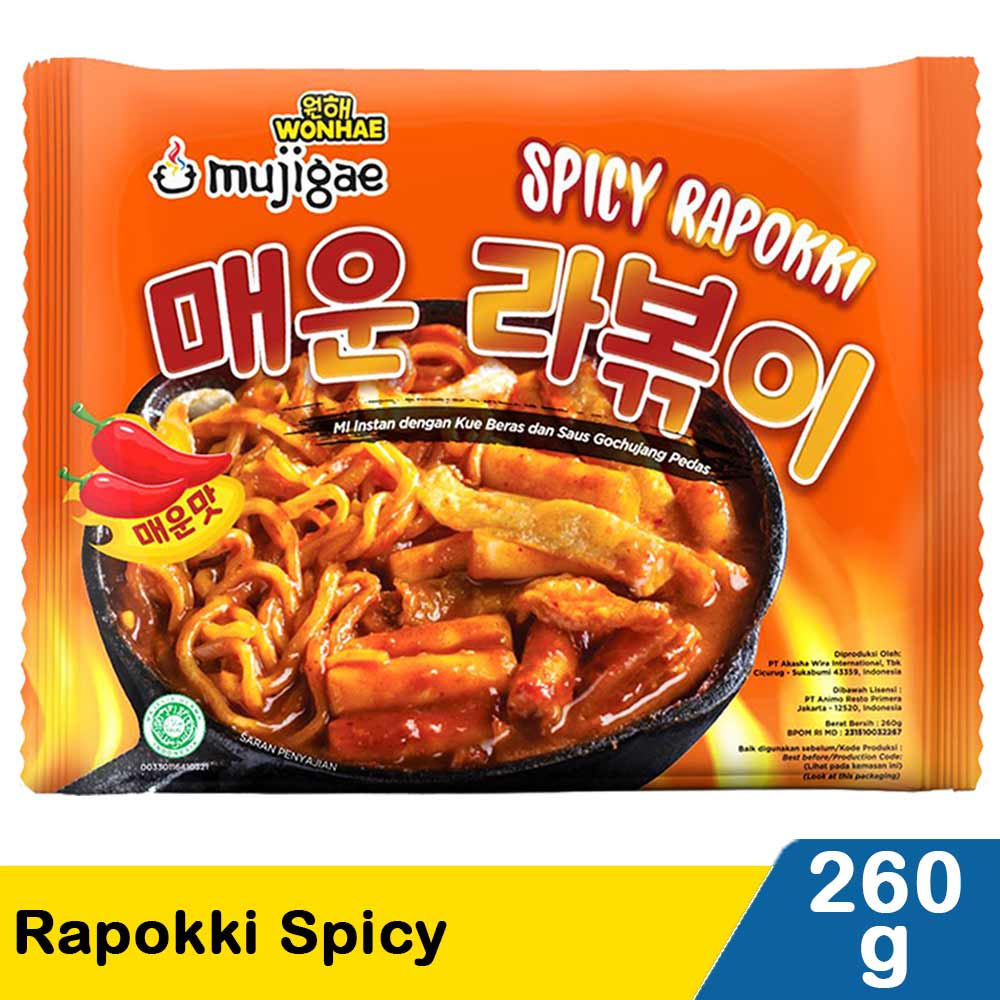 원해
WONHAE
mujigae
SPICY RAPOKKI
매운 라볶이
MI Instan dengan Kue Beras dan Saus Gochujang Pedas
매운맛
Diproduksi Oleh:
PT Akasha Wira International, Tbk
Cicurug - Sukabumi 43359, Indonesia
Dibawah Lisensi :
PT Animo Resto Primera
Jakarta - 12520, Indonesia
Berat Bersih : 260g
BPOM RI MD : 231510032267
Baik digunakan sebelum/Kode Produksi :
Best before/Production Code:
(Lihat pada kemasan ini)
(Look at this packaging)
SARAN PENYAJIAN
Rapokki Spicy
260
g